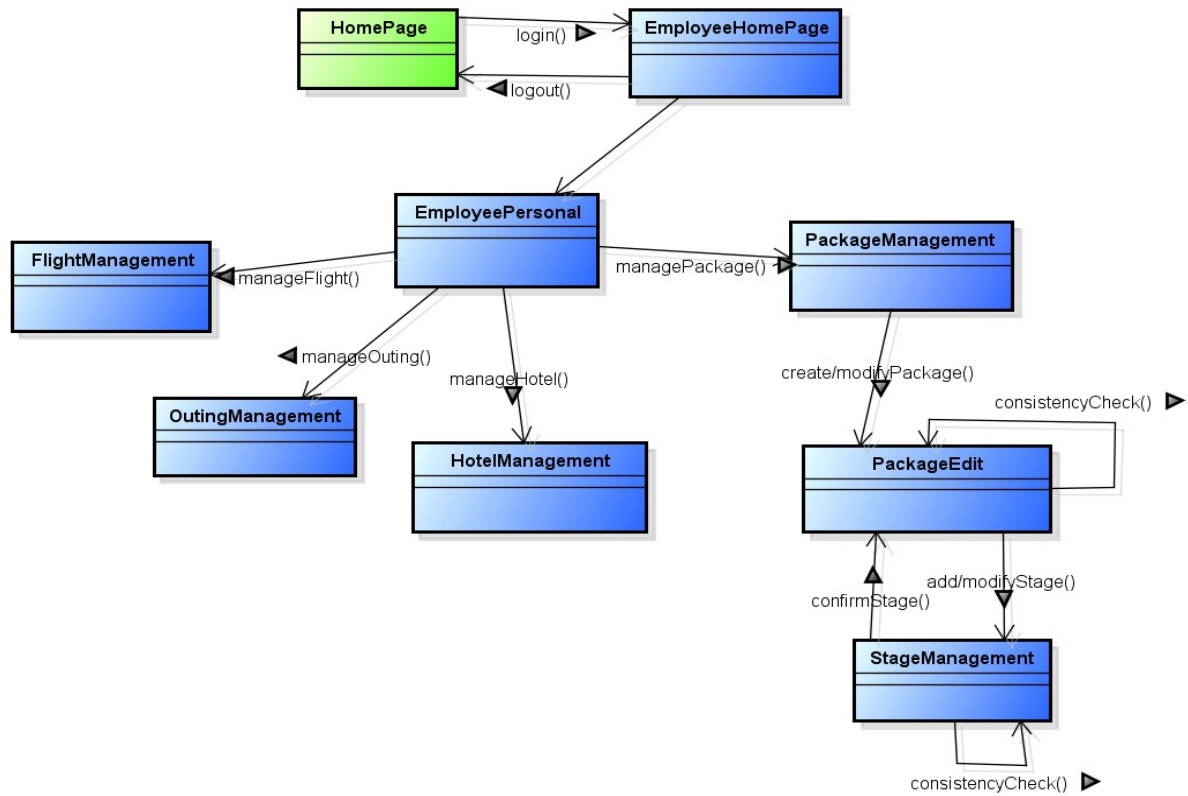 HomePage
EmployeeHomePage
login()
logout()
EmployeePersonal
PackageManagement
FlightManagement
managePackage()
manageFlight()
manageOuting()
manageHotel()
create/modifyPackage()
consistencyCheck()
OutingManagement
HotelManagement
PackageEdit
add/modifyStage()
confirmStage()
StageManagement
consistencyCheck()